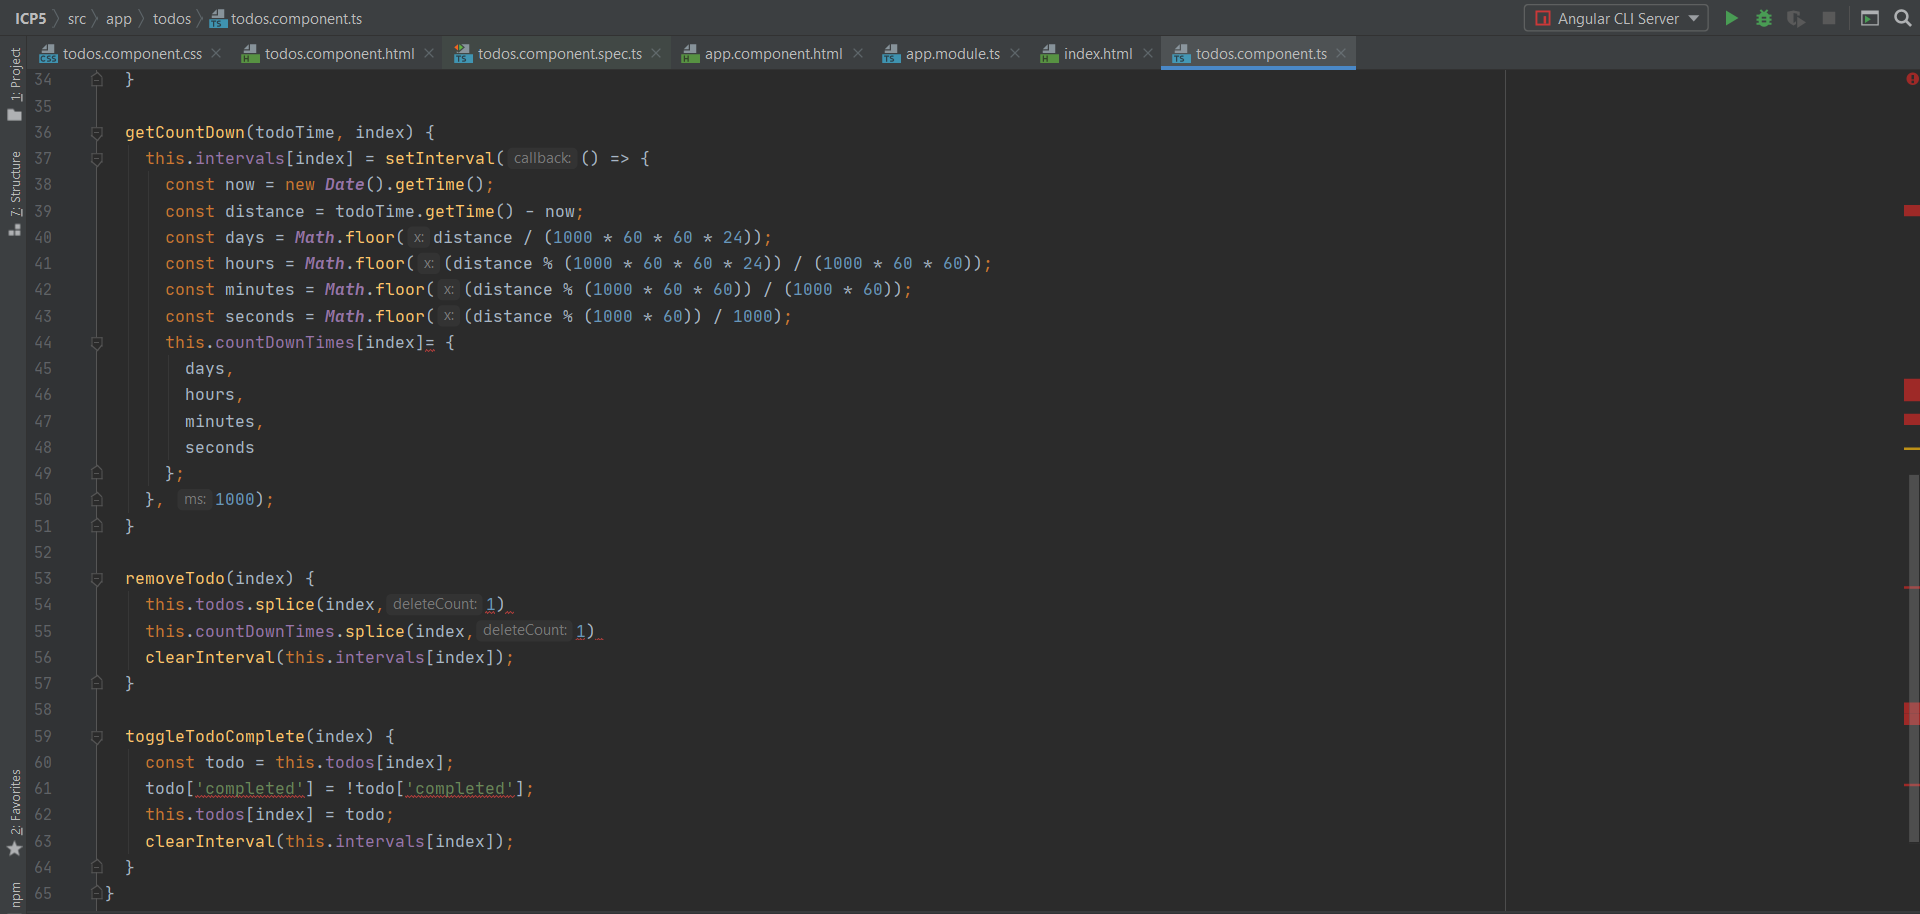 ICP5 src app todos todos.component.ts Angular CLI Server
todos.component.css todos.component.html todos.component.spec.ts app.component.html app.module.ts index.html todos.component.ts
1: Project
7: Structure
2: Favorites
npm
34 }
35
36 getCountDown(todoTime, index) {
37 this.intervals[index] = setInterval( callback: () => {
38 const now = new Date().getTime();
39 const distance = todoTime.getTime() - now;
40 const days = Math.floor( x: distance / (1000 * 60 * 60 * 24));
41 const hours = Math.floor( x: (distance % (1000 * 60 * 60 * 24)) / (1000 * 60 * 60));
42 const minutes = Math.floor( x: (distance % (1000 * 60 * 60)) / (1000 * 60));
43 const seconds = Math.floor( x: (distance % (1000 * 60)) / 1000);
44 this.countDownTimes[index]= {
45 days,
46 hours,
47 minutes,
48 seconds
49 };
50 }, ms: 1000);
51 }
52
53 removeTodo(index) {
54 this.todos.splice(index, deleteCount: 1)
55 this.countDownTimes.splice(index, deleteCount: 1)
56 clearInterval(this.intervals[index]);
57 }
58
59 toggleTodoComplete(index) {
60 const todo = this.todos[index];
61 todo['completed'] = !todo['completed'];
62 this.todos[index] = todo;
63 clearInterval(this.intervals[index]);
64 }
65 }